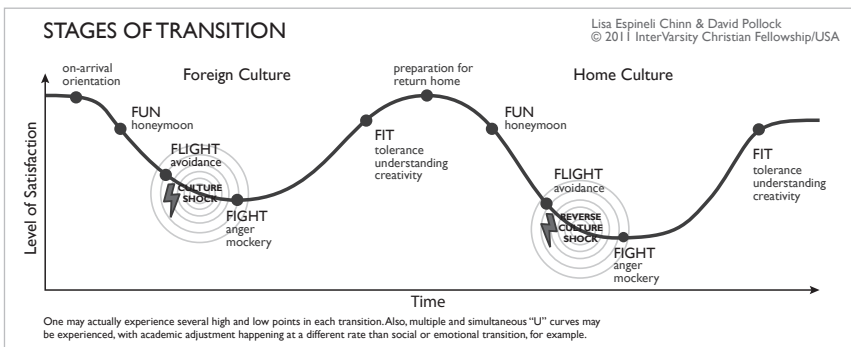 STAGES OF TRANSITION
Lisa Espineli Chinn & David Pollock
© 2011 InterVarsity Christian Fellowship/USA
Foreign Culture
Home Culture
on-arrival
orientation
FUN
honeymoon
FLIGHT
avoidance
CULTURE
SHOCK
FIGHT
anger
mockery
FIT
tolerance
understanding
creativity
preparation for
return home
FUN
honeymoon
FLIGHT
avoidance
REVERSE
CULTURE
SHOCK
FIGHT
anger
mockery
FIT
tolerance
understanding
creativity
Level of Satisfaction
Time
One may actually experience several high and low points in each transition. Also, multiple and simultaneous “U” curves may
be experienced, with academic adjustment happening at a different rate than social or emotional transition, for example.